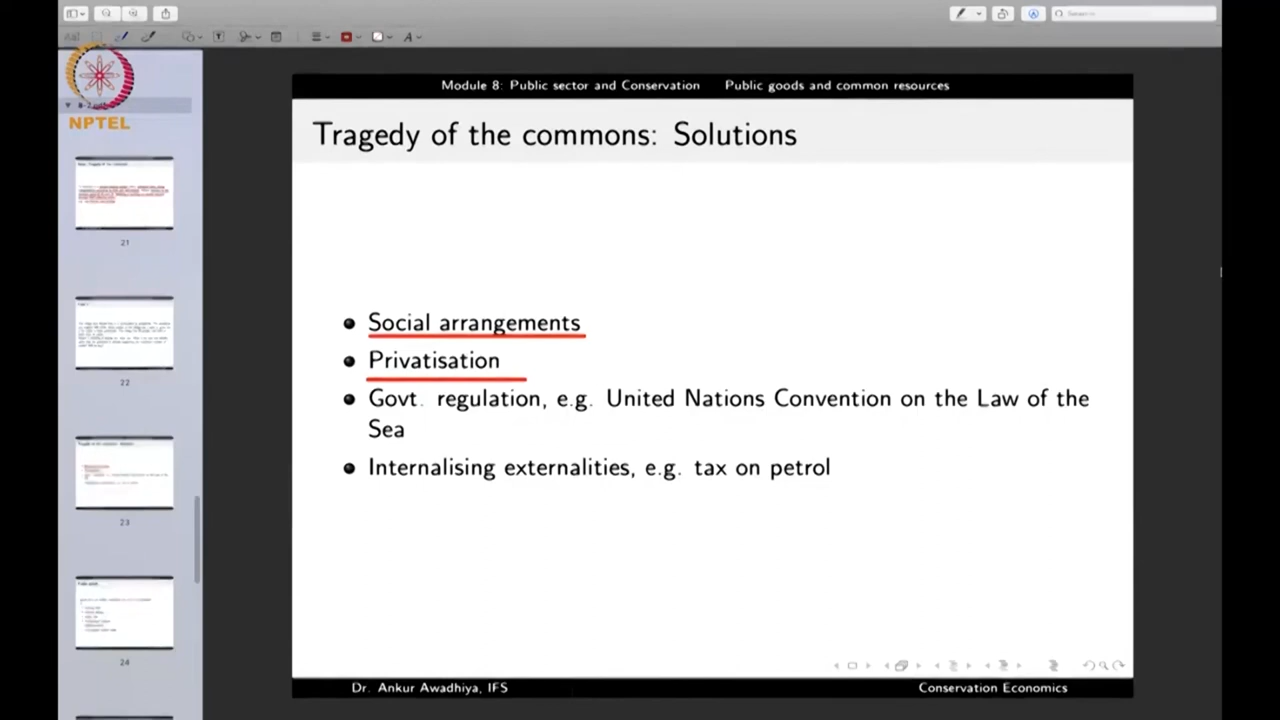 Module 8: Public sector and Conservation Public goods and common resources
NPTEL
Tragedy of the commons: Solutions
Social arrangements
Privatisation
Govt. regulation, e.g. United Nations Convention on the Law of the
Sea
Internalising externalities, e.g. tax on petrol
21
22
23
24
Dr. Ankur Awadhiya, IFS Conservation Economics